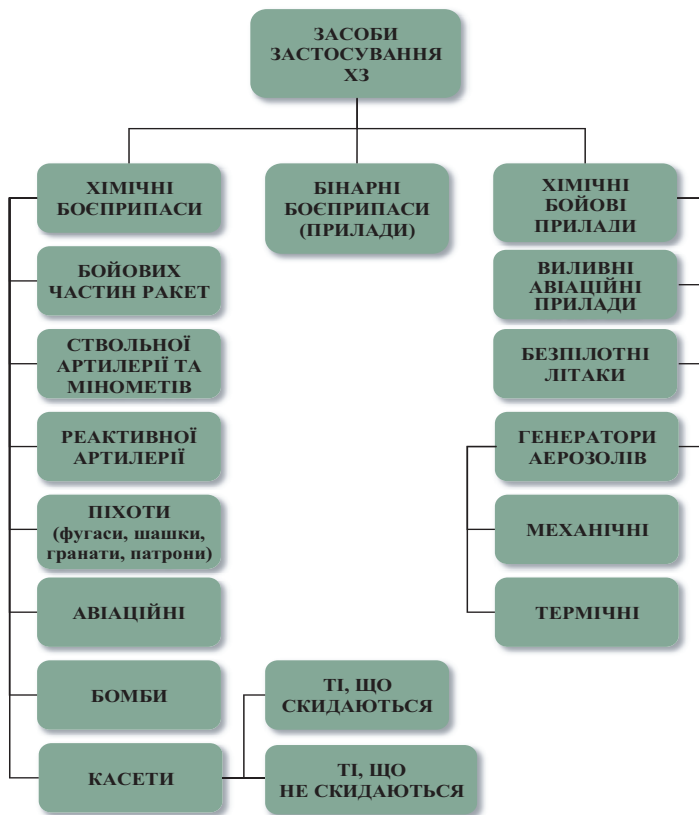 ЗАСОБИ
ЗАСТОСУВАННЯ
ХЗ
ХІМІЧНІ
БОЄПРИПАСИ
БІНАРНІ
БОЄПРИПАСИ
(ПРИЛАДИ)
ХІМІЧНІ
БОЙОВІ
ПРИЛАДИ
БОЙОВИХ
ЧАСТИН РАКЕТ
ВИЛИВНІ
АВІАЦІЙНІ
ПРИЛАДИ
СТВОЛЬНОЇ
АРТИЛЕРІЇ ТА
МІНОМЕТІВ
БЕЗПІЛОТНІ
ЛІТАКИ
РЕАКТИВНОЇ
АРТИЛЕРІЇ
ГЕНЕРАТОРИ
АЕРОЗОЛІВ
ПІХОТИ
(фугаси, шашки,
гранати, патрони)
МЕХАНІЧНІ
АВІАЦІЙНІ
ТЕРМІЧНІ
БОМБИ
ТІ, ЩО
СКИДАЮТЬСЯ
КАСЕТИ
ТІ, ЩО
НЕ СКИДАЮТЬСЯ